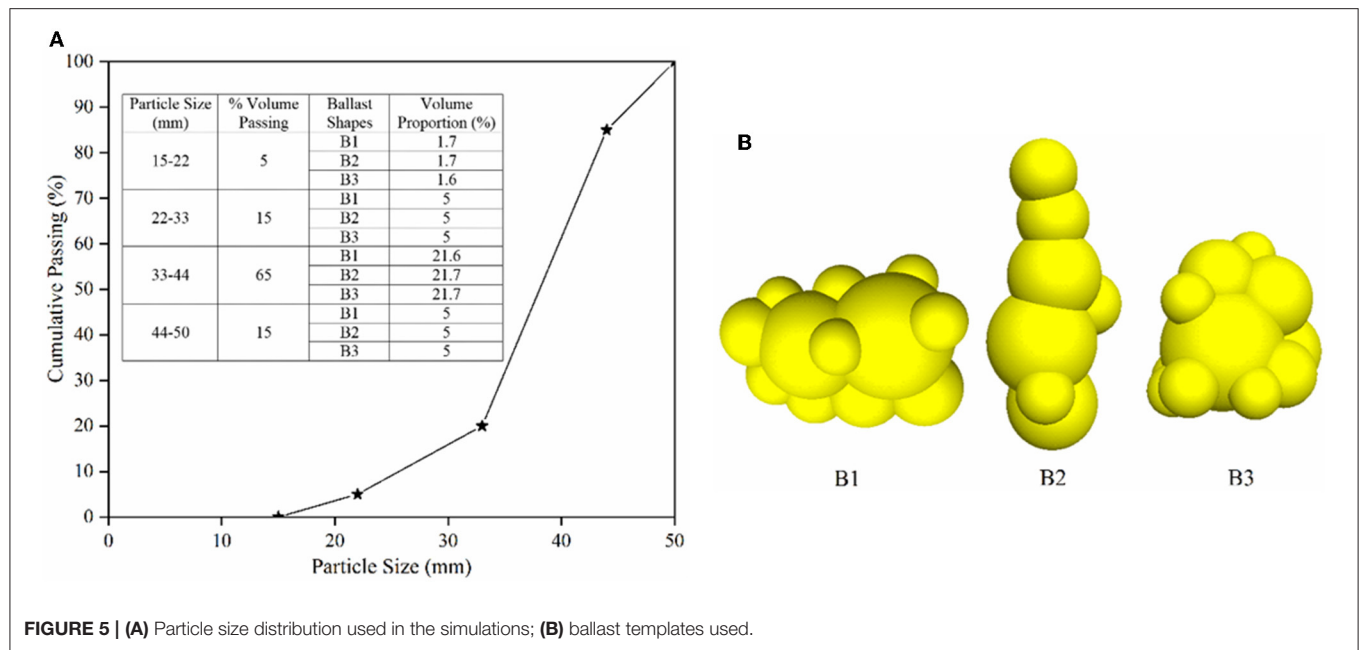 A
Cumulative Passing (%)
100
90
80
70
60
50
40
30
20
10
0
Particle Size (mm) % Volume Passing Ballast Shapes Volume Proportion (%)
15-22 5 B1 1.7
B2 1.7
B3 1.6
22-33 15 B1 5
B2 5
B3 5
33-44 65 B1 21.6
B2 21.7
B3 21.7
44-50 15 B1 5
B2 5
B3 5
0 10 20 30 40 50
Particle Size (mm)
B
B1 B2 B3
FIGURE 5 | (A) Particle size distribution used in the simulations; (B) ballast templates used.